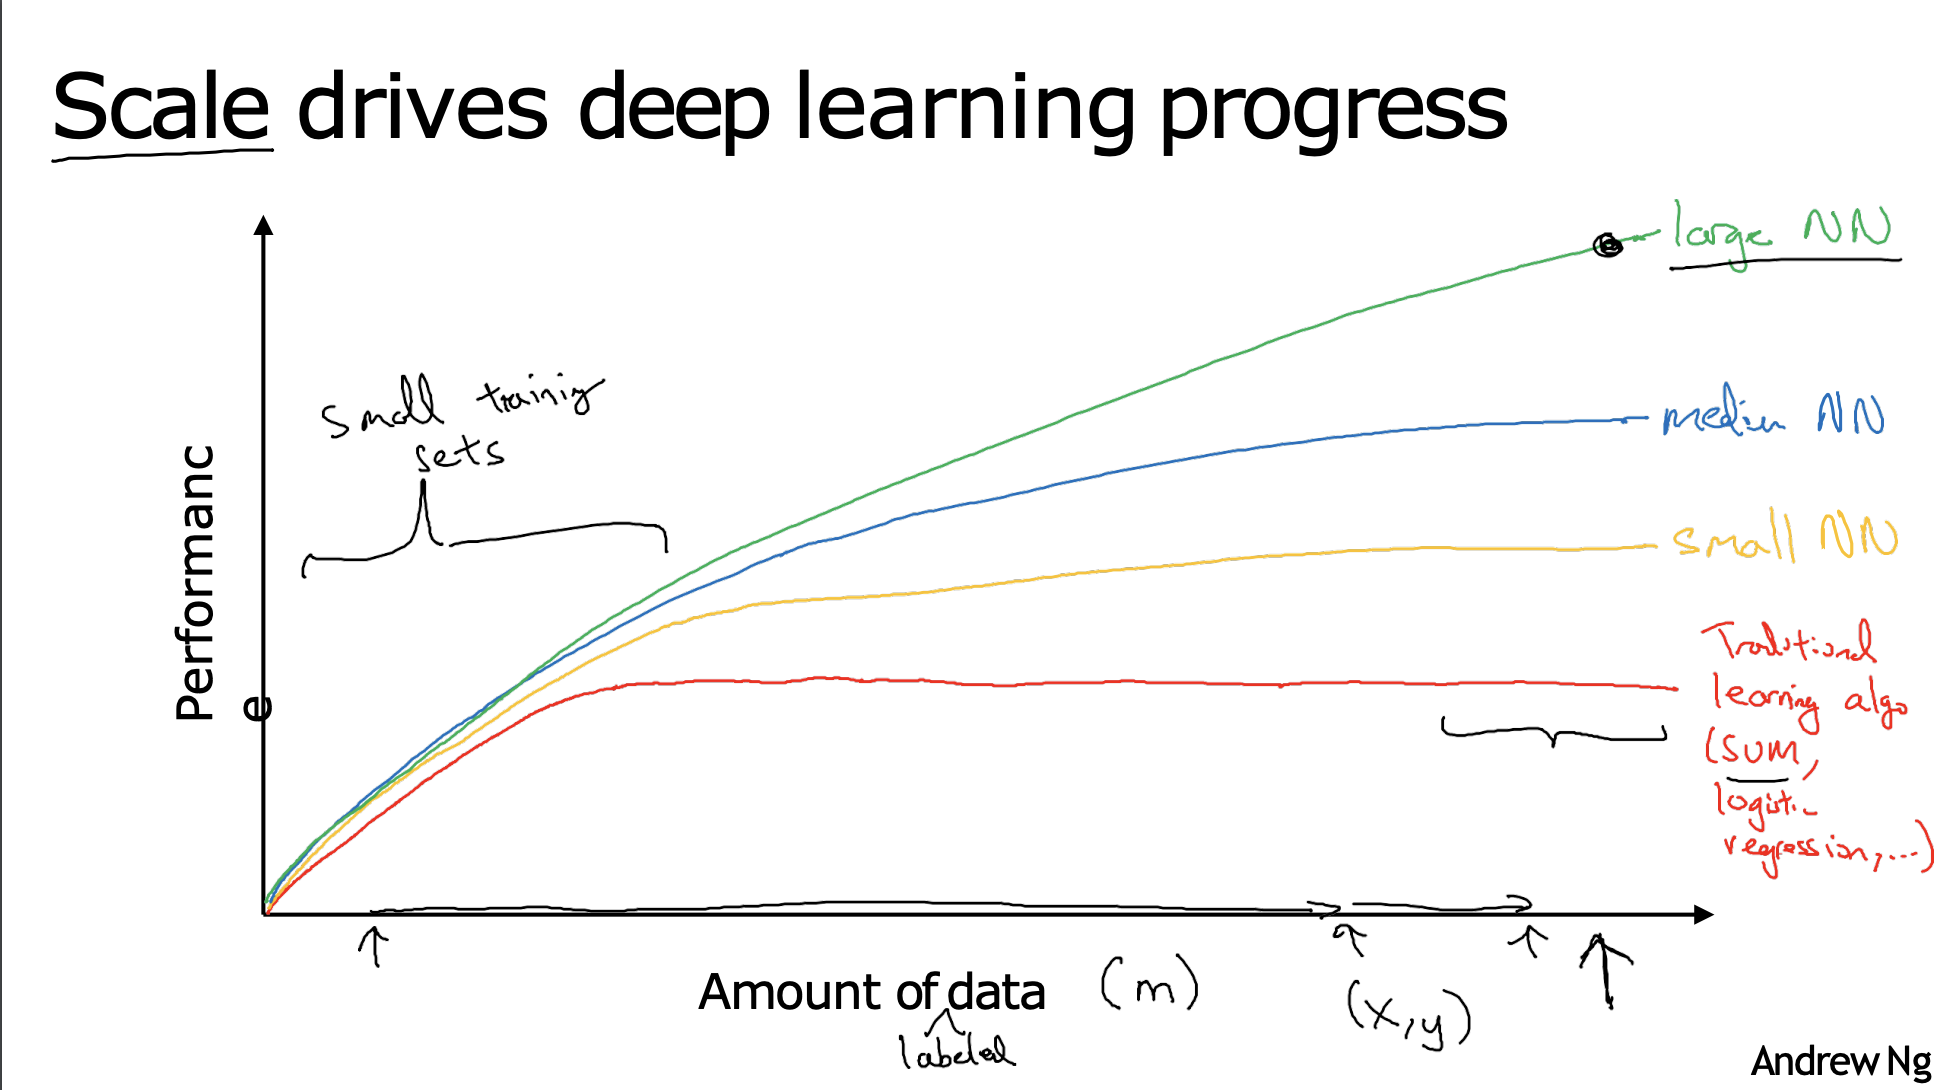 Scale drives deep learning progress
large NN
small training
sets
medium NN
small NN
Performanc
e
Traditional
learning algo
(SVM,
logistic
regression,...)
Amount of data (m)
labeled
(x,y)
Andrew Ng